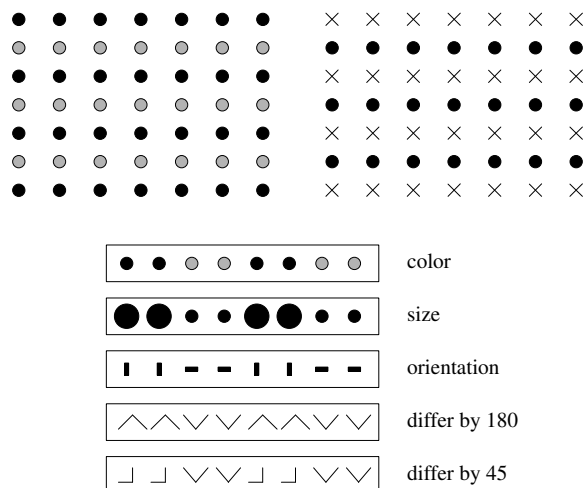 color
size
orientation
differ by 180
differ by 45